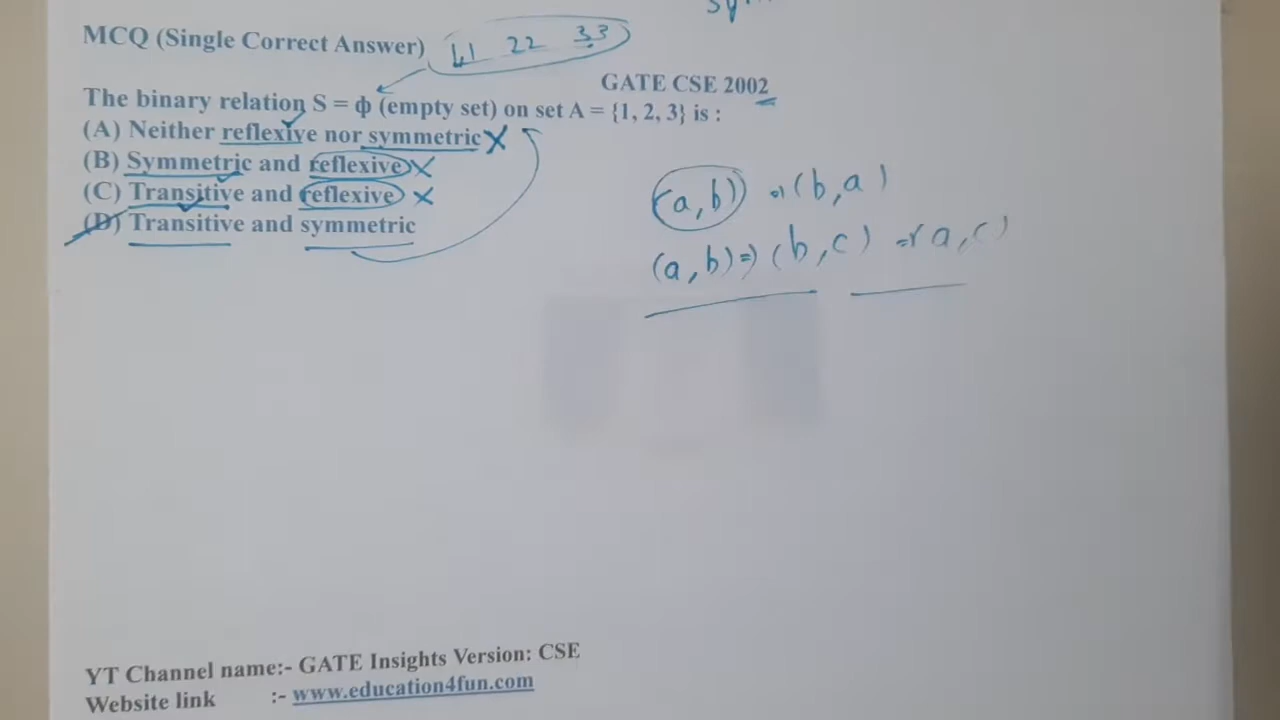 MCQ (Single Correct Answer) 11 22 33
GATE CSE 2002
The binary relation S = ϕ (empty set) on set A = {1, 2, 3} is :
(A) Neither reflexive nor symmetric
(B) Symmetric and reflexive
(C) Transitive and reflexive
(D) Transitive and symmetric
(a,b) ⇒ (b,a)
(a,b) ⇒ (b,c) ⇒ (a,c)
YT Channel name:- GATE Insights Version: CSE
Website link :- www.education4fun.com